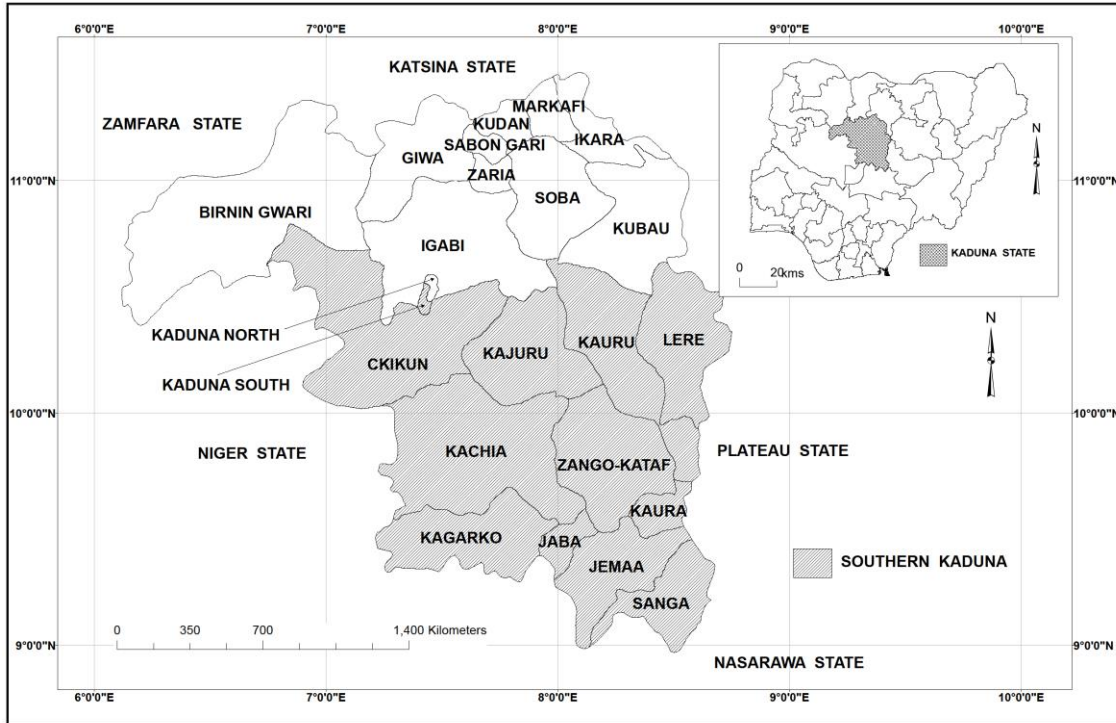 6°0'0"E
7°0'0"E
8°0'0"E
9°0'0"E
10°0'0"E
KATSINA STATE
ZAMFARA STATE
MARKAFI
KUDAN
IKARA
SABON GARI
GIWA
ZARIA
SOBA
BIRNIN GWARI
KUBAU
IGABI
N
KADUNA STATE
0 20kms
11°0'0"N
11°0'0"N
N
KADUNA NORTH
KAURU
LERE
KAJURU
CKIKUN
KADUNA SOUTH
10°0'0"N
10°0'0"N
NIGER STATE
KACHIA
PLATEAU STATE
ZANGO-KATAF
KAURA
KAGARKO
JABA
JEMAA
SOUTHERN KADUNA
SANGA
0 350 700 1,400 Kilometers
9°0'0"N
9°0'0"N
NASARAWA STATE
6°0'0"E
7°0'0"E
8°0'0"E
9°0'0"E
10°0'0"E